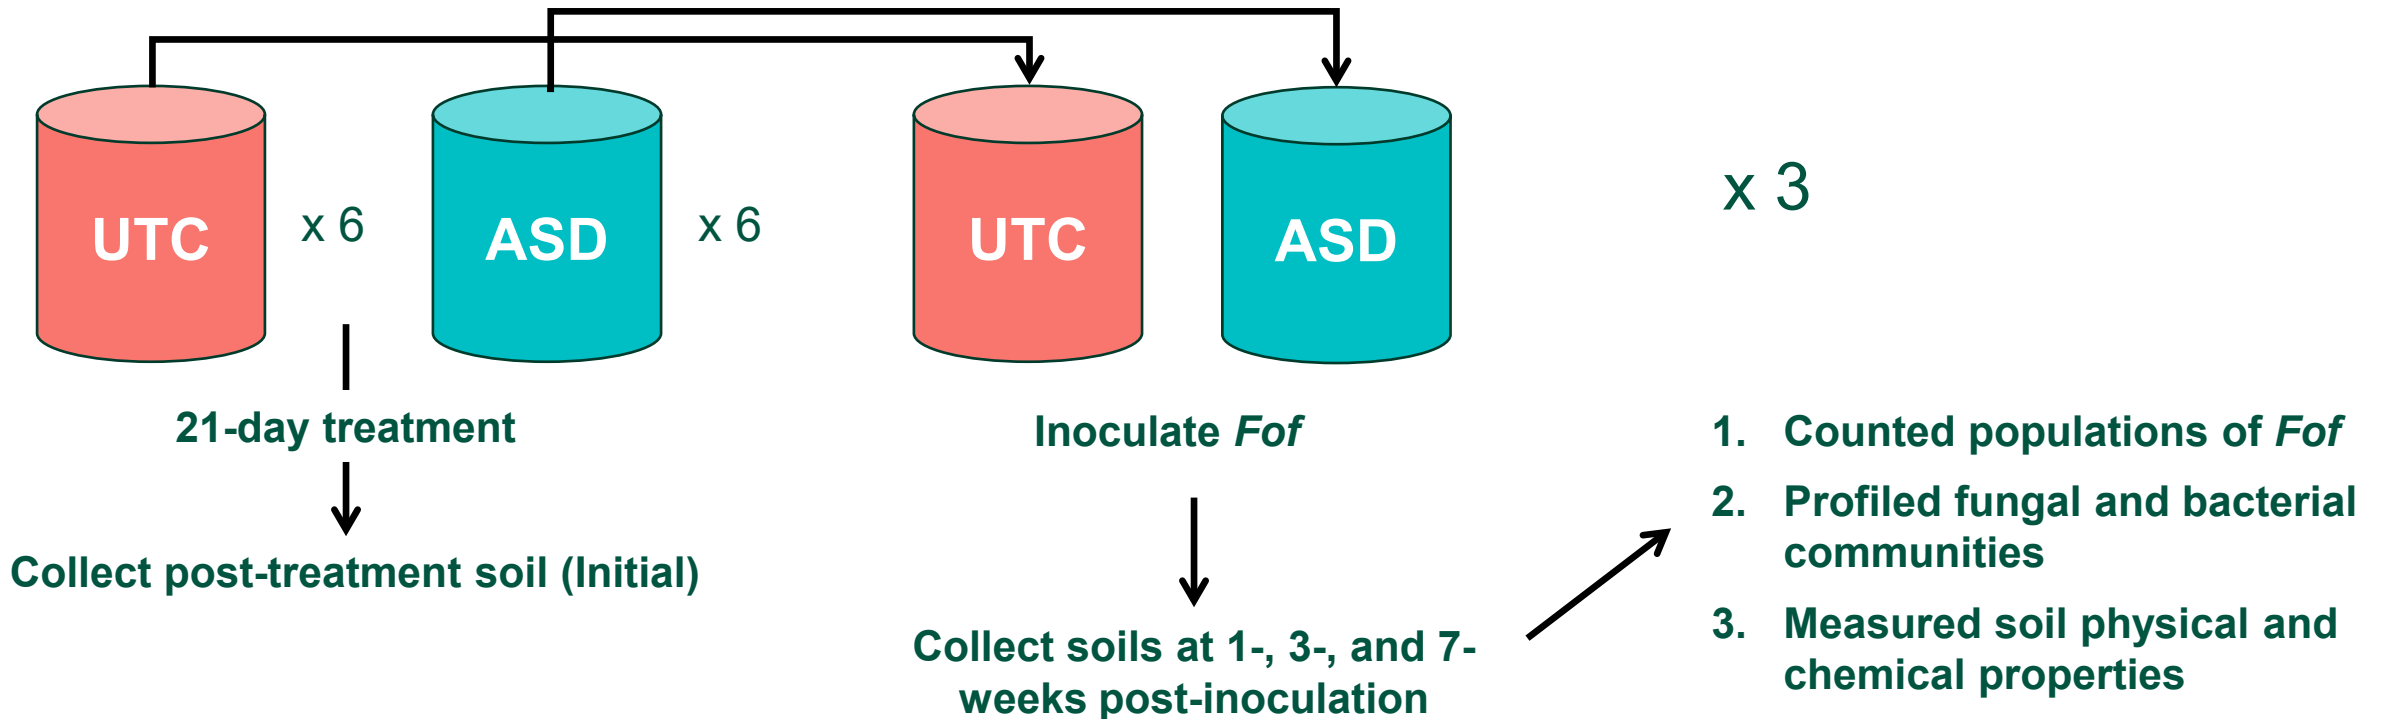 UTC
x 6
ASD
x 6
UTC
ASD
x 3
21-day treatment
Collect post-treatment soil (Initial)
Inoculate Fof
Collect soils at 1-, 3-, and 7-
weeks post-inoculation
1. Counted populations of Fof
2. Profiled fungal and bacterial
communities
3. Measured soil physical and
chemical properties